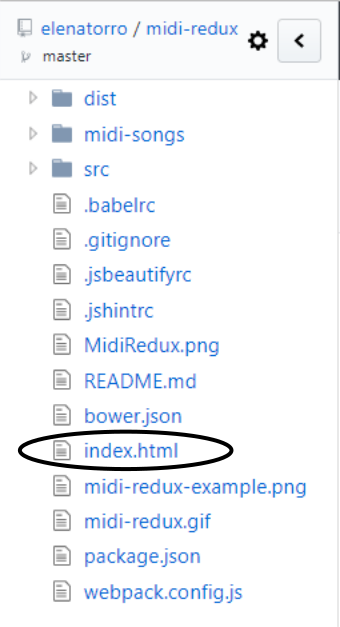 elenatorro / midi-redux
master
dist
midi-songs
src
.babelrc
.gitignore
.jsbeautifyrc
.jshintrc
MidiRedux.png
README.md
bower.json
index.html
midi-redux-example.png
midi-redux.gif
package.json
webpack.config.js